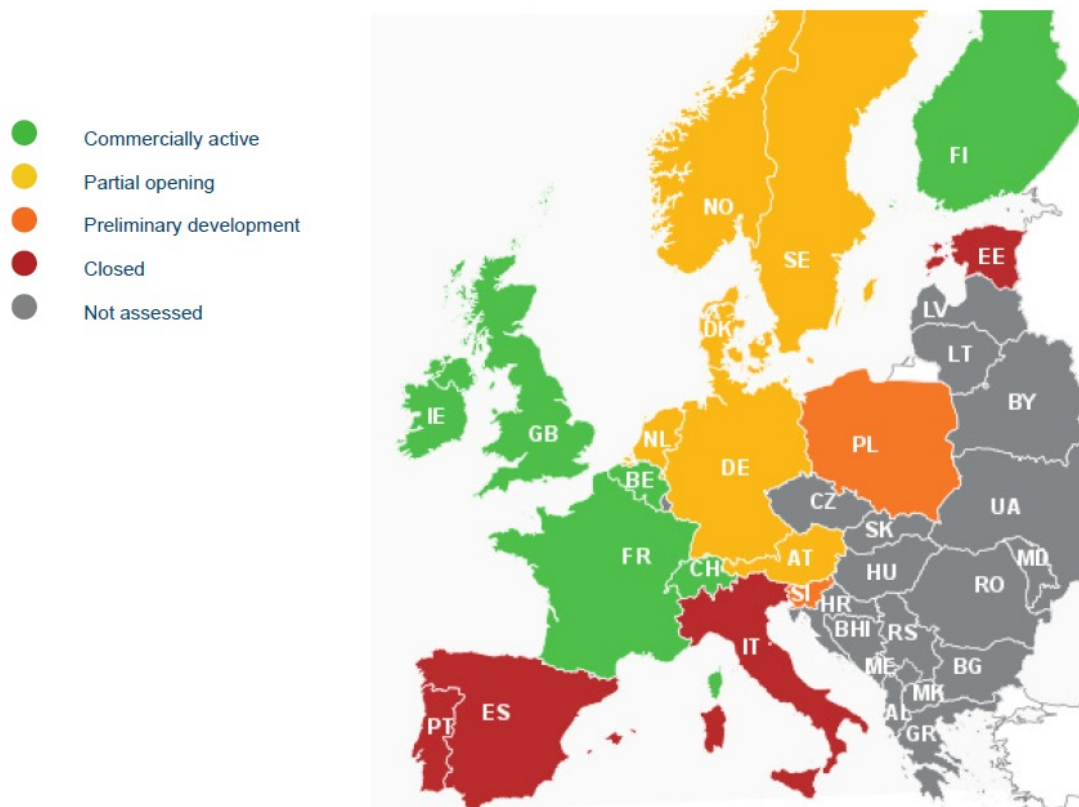 Commercially active
Partial opening
Preliminary development
Closed
Not assessed
FI
NO
SE
EE
LV
DK
LT
BY
IE
GB
NL
PL
DE
BE
CZ
UA
SK
FR
AT
MD
CH
HU
RO
SI
HR
BHI
RS
IT
ME
BG
MK
PT
ES
AL
GR